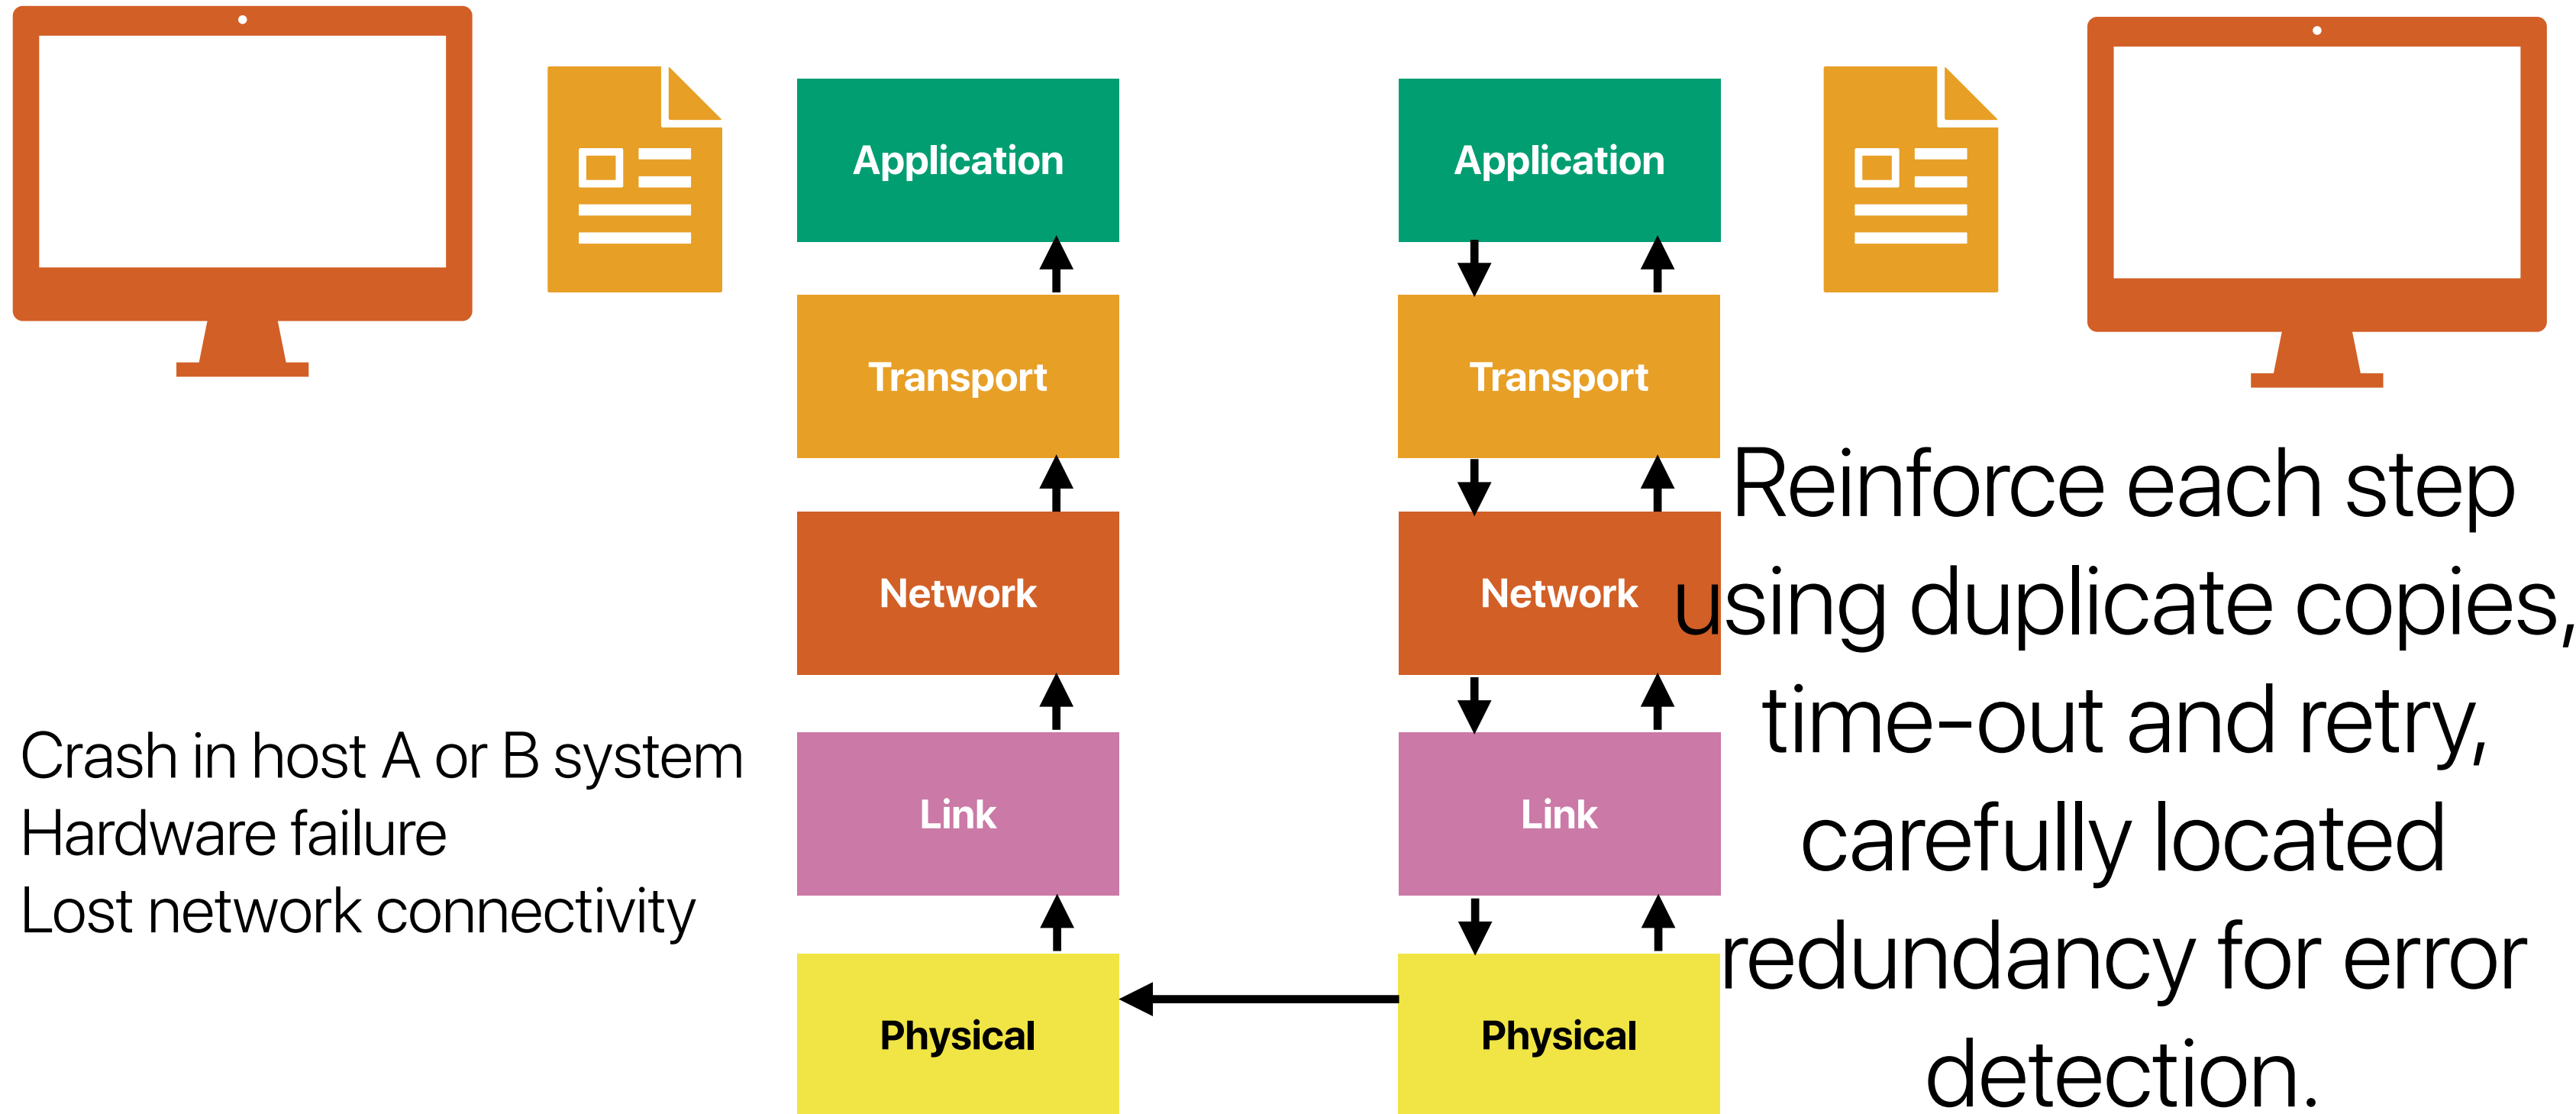 Application
Application
Transport
Transport
Network
Network
Link
Link
Physical
Physical
Crash in host A or B system
Hardware failure
Lost network connectivity
Reinforce each step
using duplicate copies,
time-out and retry,
carefully located
redundancy for error
detection.